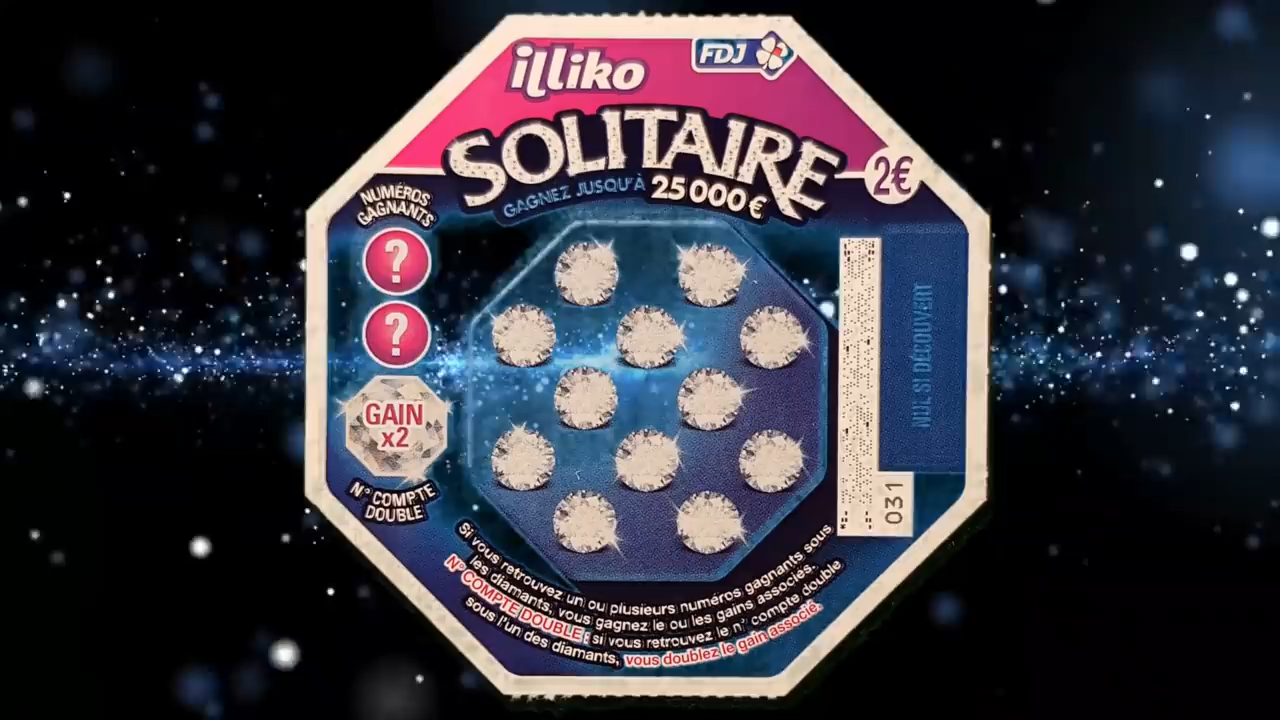 illiko
FDJ
SOLITAIRE
GAGNEZ JUSQU'À 25 000 €
2€
NUMÉROS
GAGNANTS
?
?
GAIN
x2
N° COMPTE
DOUBLE
NUL SI DÉCOUVERT
031
Si vous retrouvez un ou plusieurs numéros gagnants sous
les diamants, vous gagnez le ou les gains associés.
N° COMPTE DOUBLE : si vous retrouvez le n° compte double
sous l'un des diamants, vous doublez le gain associé.